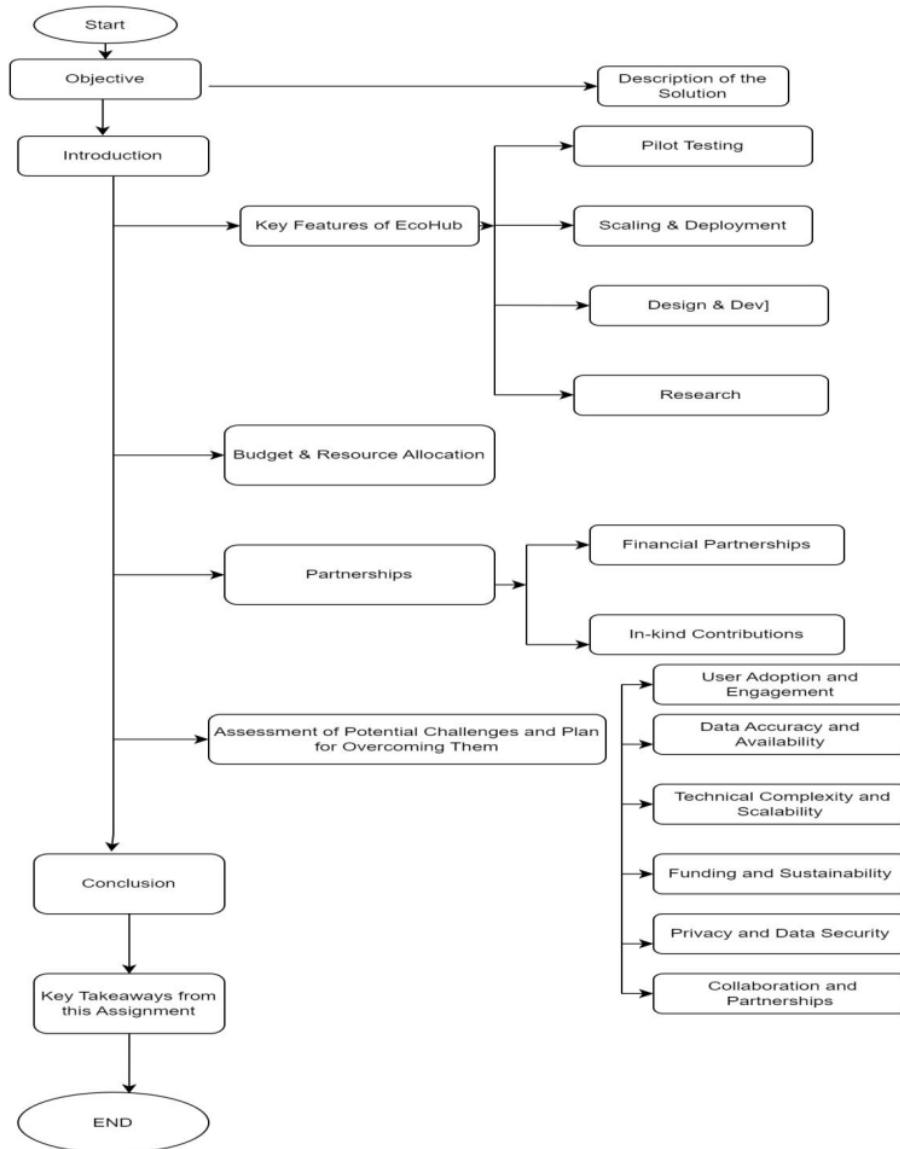 Start
Objective
Description of the
Solution
Introduction
Pilot Testing
Key Features of EcoHub
Scaling & Deployment
Design & Dev]
Research
Budget & Resource Allocation
Financial Partnerships
Partnerships
In-kind Contributions
User Adoption and
Engagement
Assessment of Potential Challenges and Plan
for Overcoming Them
Data Accuracy and
Availability
Technical Complexity and
Scalability
Funding and Sustainability
Privacy and Data Security
Collaboration and
Partnerships
Conclusion
Key Takeaways from
this Assignment
END